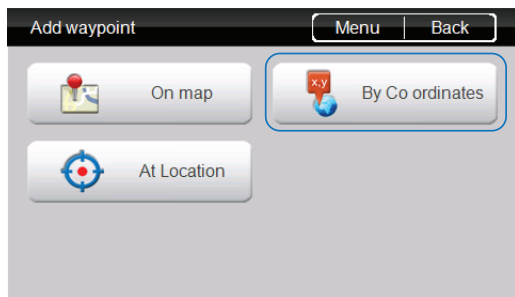 Add waypoint Menu Back
On map By Co ordinates
x,y
At Location